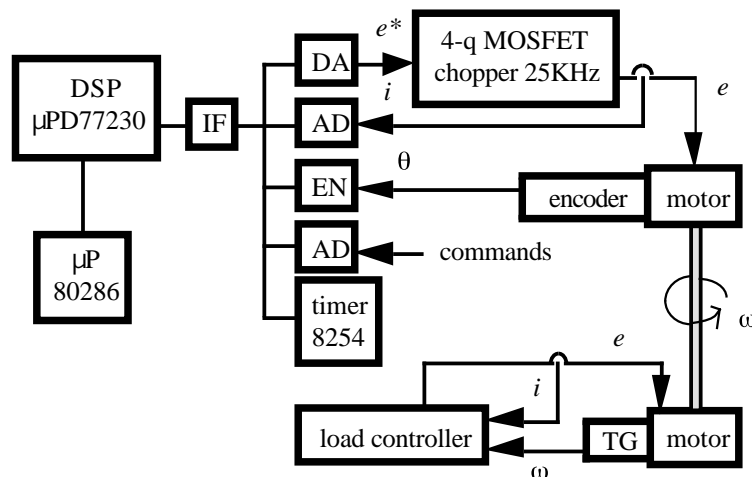 DSP
µPD77230
IF
µP
80286
DA
AD
EN
AD
timer
8254
e*
i
4-q MOSFET
chopper 25KHz
e
θ
encoder
motor
commands
ω
e
i
load controller
TG
motor
ω